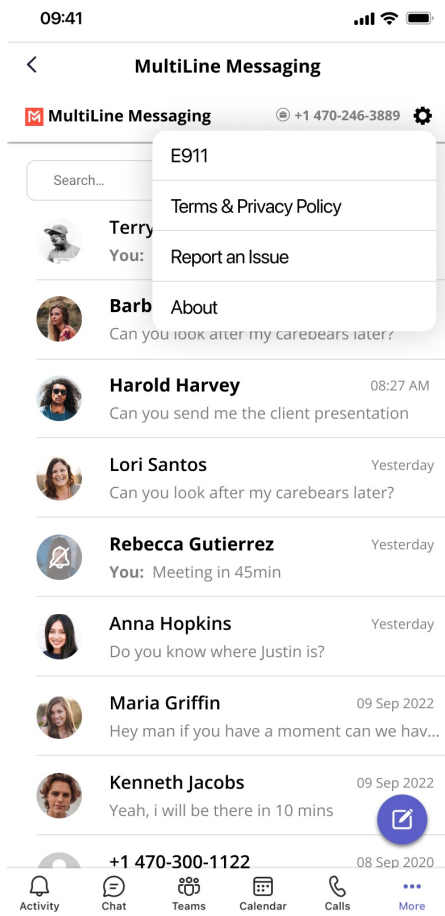 09:41
MultiLine Messaging
MultiLine Messaging +1 470-246-3889
E911
Search...
Terry
Terms & Privacy Policy
You:
Report an Issue
Barb
About
Can you look after my carebears later?
Harold Harvey 08:27 AM
Can you send me the client presentation
Lori Santos Yesterday
Can you look after my carebears later?
Rebecca Gutierrez Yesterday
You: Meeting in 45min
Anna Hopkins Yesterday
Do you know where Justin is?
Maria Griffin 09 Sep 2022
Hey man if you have a moment can we hav...
Kenneth Jacobs 09 Sep 2022
Yeah, i will be there in 10 mins
+1 470-300-1122 08 Sep 2020
Activity Chat Teams Calendar Calls More